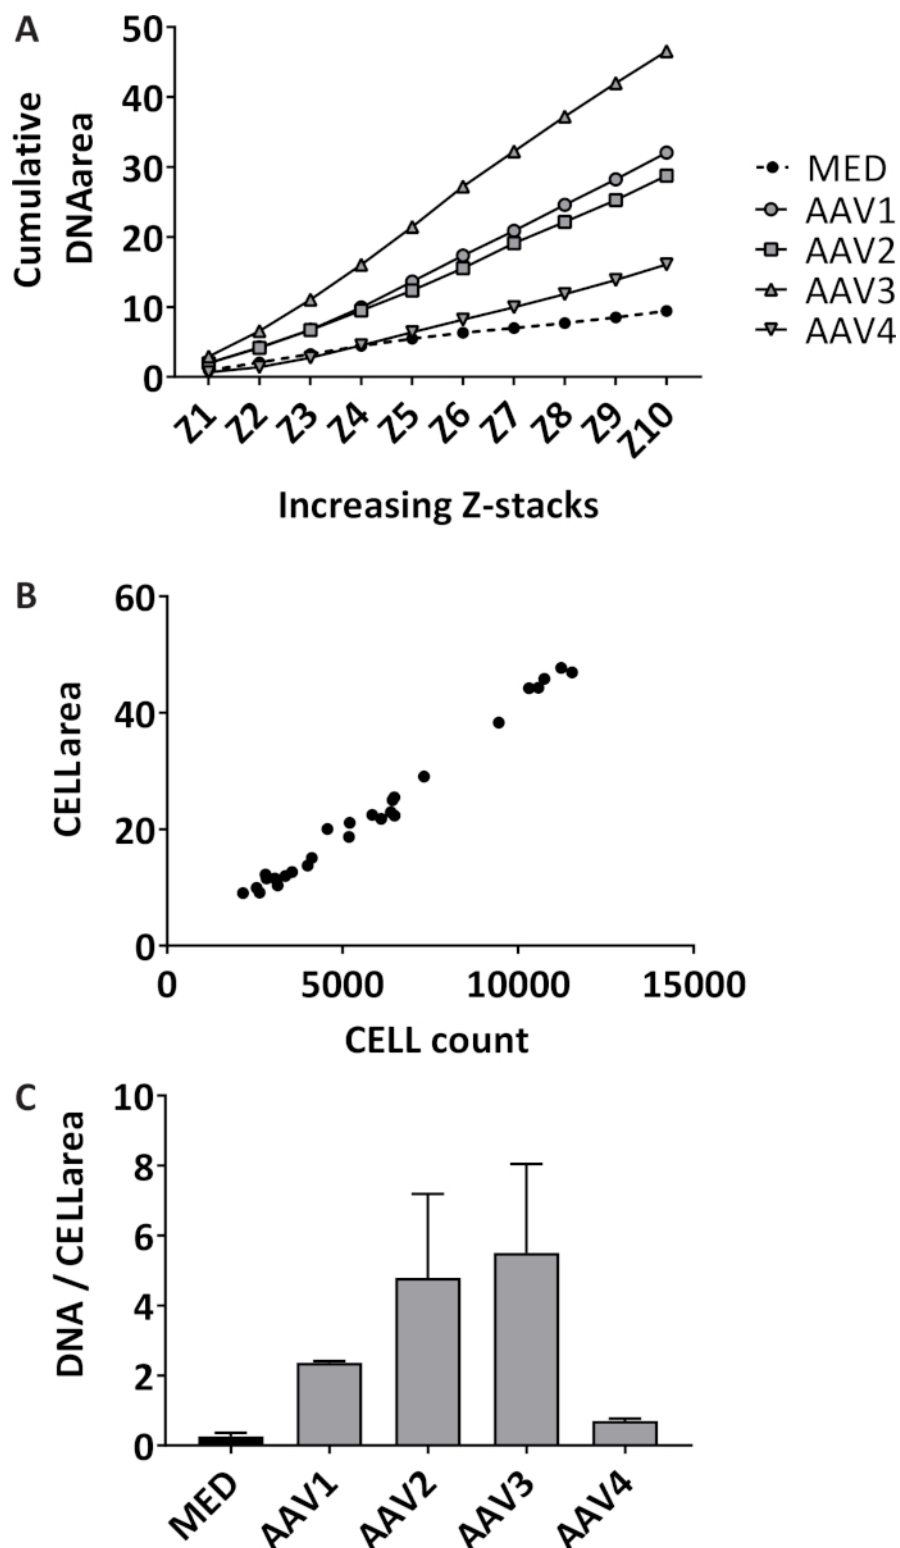 A
Cumulative
DNAarea
50
40
30
20
10
0
Z1 Z2 Z3 Z4 Z5 Z6 Z7 Z8 Z9 Z10
Increasing Z-stacks
MED
AAV1
AAV2
AAV3
AAV4
B
CELLarea
60
40
20
0
0 5000 10000 15000
CELL count
C
DNA / CELLarea
10
8
6
4
2
0
MED AAV1 AAV2 AAV3 AAV4